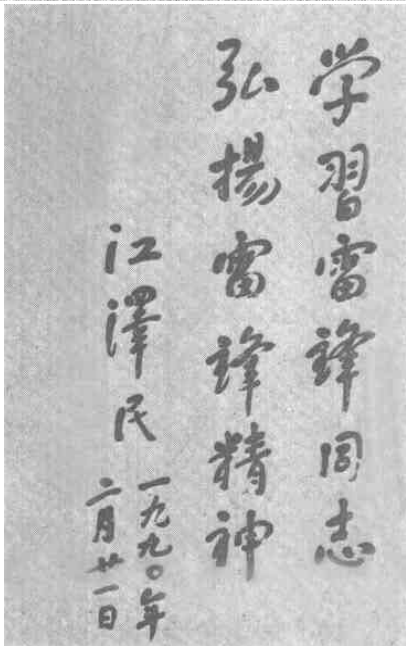 学習雷鋒同志
弘揚雷鋒精神
江澤民
一九九〇年
二月廿一日